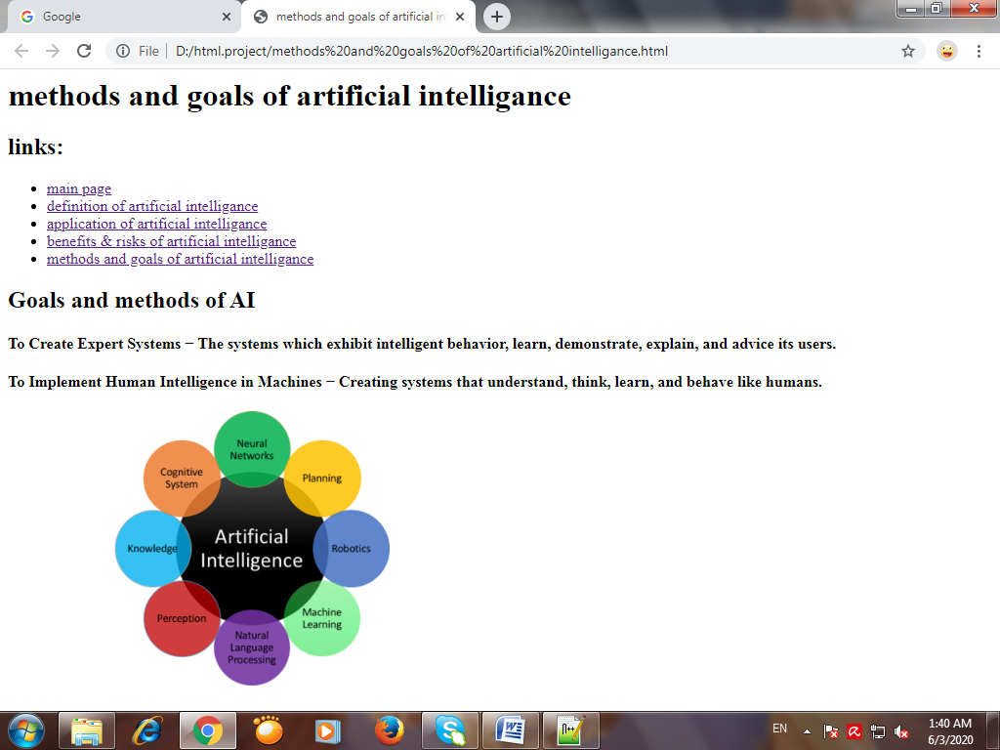 Google
methods and goals of artificial in
File
D:/html.project/methods%20and%20goals%20of%20artificial%20intelligance.html
methods and goals of artificial intelligance
links:
main page
definition of artificial intelligance
application of artificial intelligance
benefits & risks of artificial intelligance
methods and goals of artificial intelligance
Goals and methods of AI
To Create Expert Systems − The systems which exhibit intelligent behavior, learn, demonstrate, explain, and advice its users.
To Implement Human Intelligence in Machines − Creating systems that understand, think, learn, and behave like humans.
Neural
Networks
Cognitive
System
Planning
Artificial
Intelligence
Knowledge
Robotics
Perception
Machine
Learning
Natural
Language
Processing
EN
1:40 AM
6/3/2020